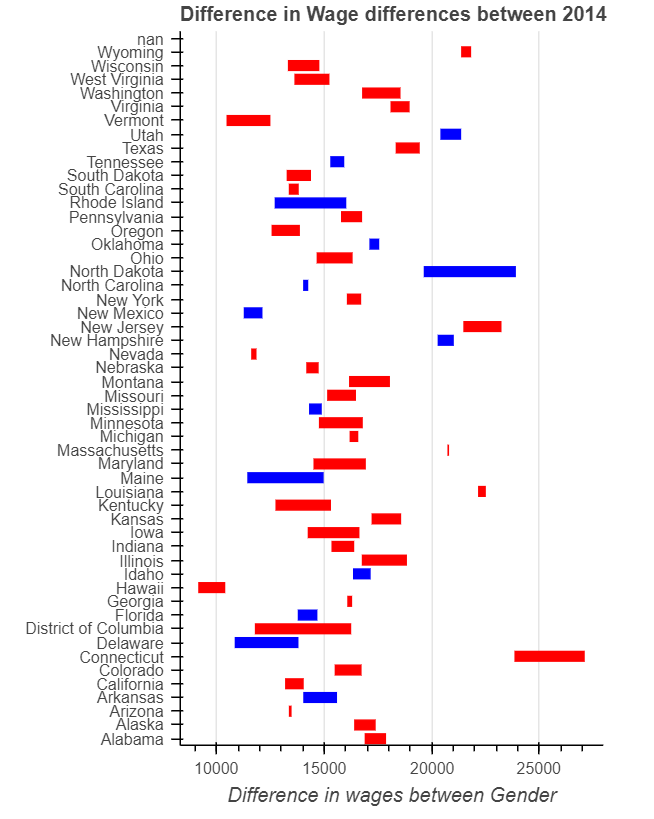 Difference in Wage differences between 2014
nan
Wyoming
Wisconsin
West Virginia
Washington
Virginia
Vermont
Utah
Texas
Tennessee
South Dakota
South Carolina
Rhode Island
Pennsylvania
Oregon
Oklahoma
Ohio
North Dakota
North Carolina
New York
New Mexico
New Jersey
New Hampshire
Nevada
Nebraska
Montana
Missouri
Mississippi
Minnesota
Michigan
Massachusetts
Maryland
Maine
Louisiana
Kentucky
Kansas
Iowa
Indiana
Illinois
Idaho
Hawaii
Georgia
Florida
District of Columbia
Delaware
Connecticut
Colorado
California
Arkansas
Arizona
Alaska
Alabama
10000 15000 20000 25000
Difference in wages between Gender